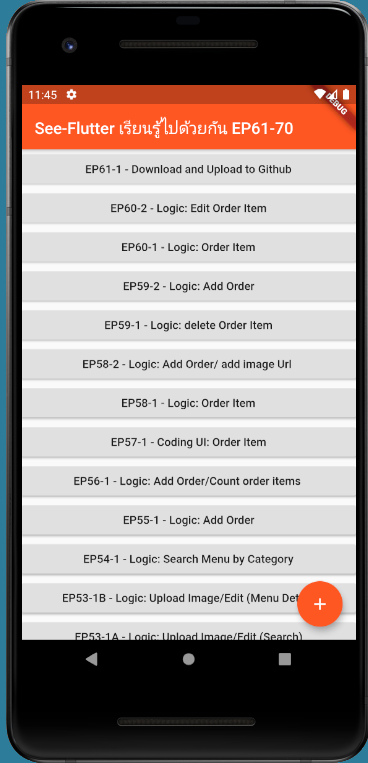 11:45
DEBUG
See-Flutter เรียนรู้ไปด้วยกัน EP61-70
EP61-1 - Download and Upload to Github
EP60-2 - Logic: Edit Order Item
EP60-1 - Logic: Order Item
EP59-2 - Logic: Add Order
EP59-1 - Logic: delete Order Item
EP58-2 - Logic: Add Order/ add image Url
EP58-1 - Logic: Order Item
EP57-1 - Coding UI: Order Item
EP56-1 - Logic: Add Order/Count order items
EP55-1 - Logic: Add Order
EP54-1 - Logic: Search Menu by Category
EP53-1B - Logic: Upload Image/Edit (Menu Det
+
EP53-1A - Logic: Upload Image/Edit (Search)